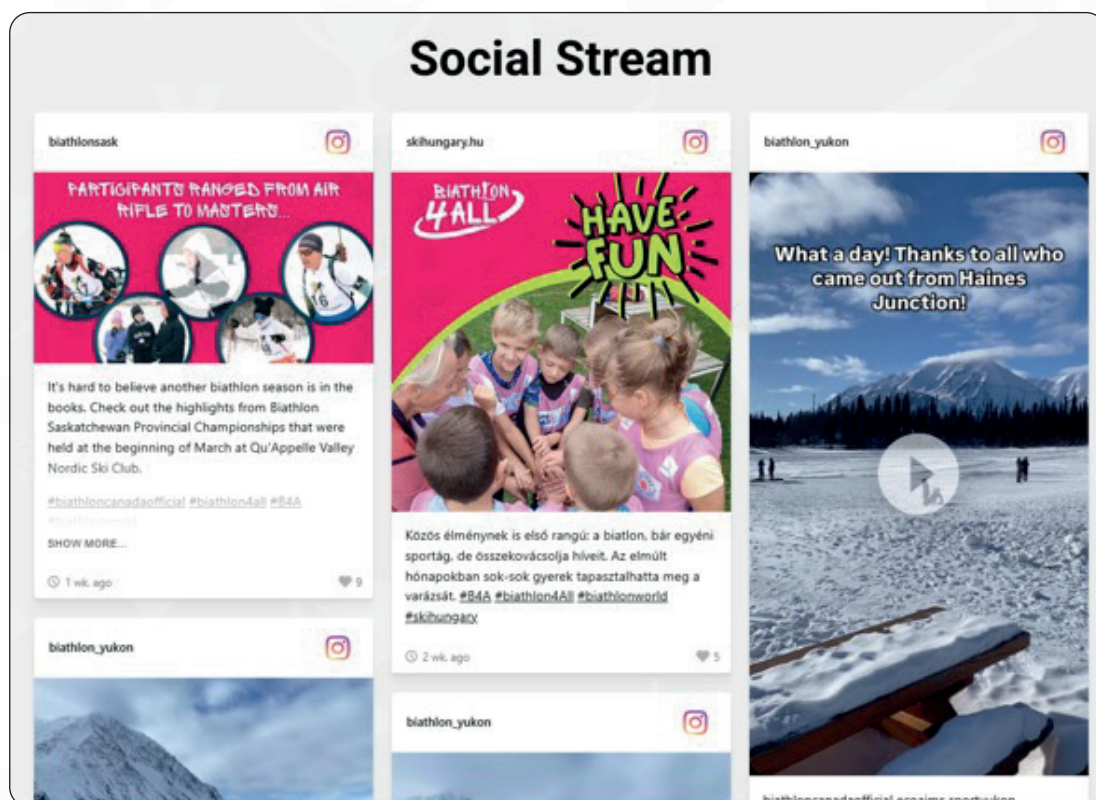 Social Stream
biathlonsask
PARTICIPANTS RANGED FROM AIR
RIFLE TO MASTERS...
It's hard to believe another biathlon season is in the
books. Check out the highlights from Biathlon
Saskatchewan Provincial Championships that were
held at the beginning of March at Qu'Appelle Valley
Nordic Ski Club.
#biathloncanadaofficial #biathlon4all #B4A
#biathlonworld
SHOW MORE...
1 wk. ago
9
biathlon_yukon
skihungary.hu
BIATHLON
4ALL
HAVE
FUN
Közös élménynek is első rangú: a biatlon, bár egyéni
sportág, de összekovácsolja híveit. Az elmúlt
hónapokban sok-sok gyerek tapasztalhatta meg a
varázsát. #B4A #biathlon4All #biathlonworld
#skihungary
2 wk. ago
5
biathlon_yukon
biathlon_yukon
What a day! Thanks to all who
came out from Haines
Junction!